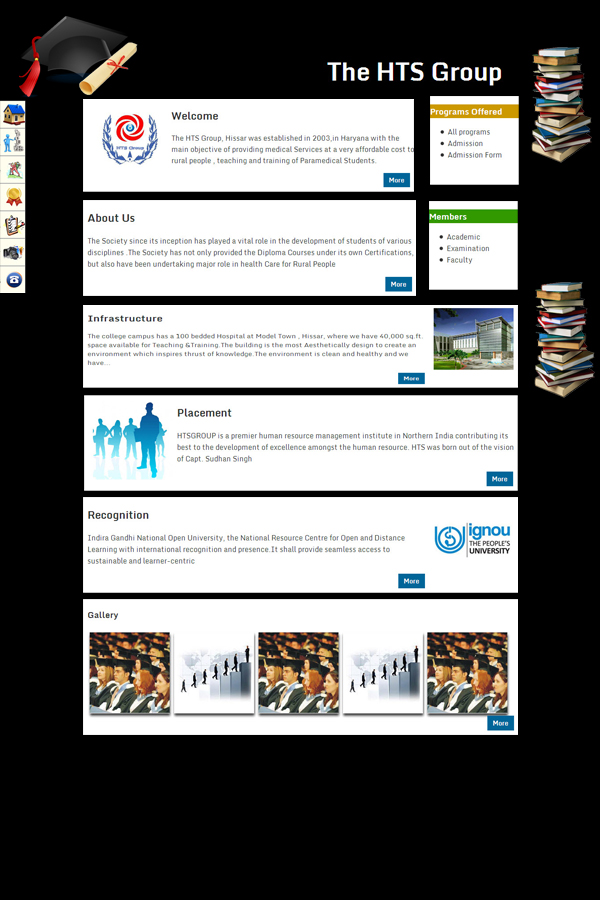 The HTS Group
Welcome
The HTS Group, Hissar was established in 2003,in Haryana with the
main objective of providing medical Services at a very affordable cost to
rural people , teaching and training of Paramedical Students.
More
HTS Group
Programs Offered
All programs
Admission
Admission Form
About Us
The Society since its inception has played a vital role in the development of students of various
disciplines .The Society has not only provided the Diploma Courses under its own Certifications,
but also have been undertaking major role in health Care for Rural People
More
Members
Academic
Examination
Faculty
Infrastructure
The college campus has a 100 bedded Hospital at Model Town , Hissar, where we have 40,000 sq.ft.
space available for Teaching &Training.The building is the most Aesthetically design to create an
environment which inspires thrust of knowledge.The environment is clean and healthy and we
have...
More
Placement
HTSGROUP is a premier human resource management institute in Northern India contributing its
best to the development of excellence amongst the human resource. HTS was born out of the vision
of Capt. Sudhan Singh
More
Recognition
Indira Gandhi National Open University, the National Resource Centre for Open and Distance
Learning with international recognition and presence.It shall provide seamless access to
sustainable and learner-centric
More
ignou
THE PEOPLE'S
UNIVERSITY
Gallery
More